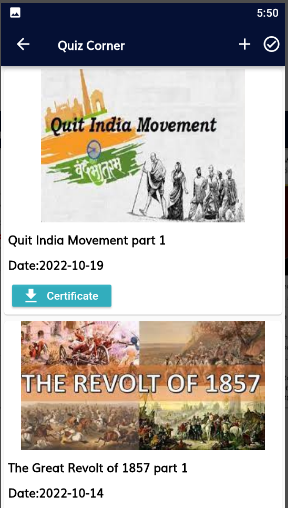 5:50
Quiz Corner
Quit India Movement
वंदेमातरम्
Quit India Movement part 1
Date:2022-10-19
Certificate
THE REVOLT OF 1857
The Great Revolt of 1857 part 1
Date:2022-10-14